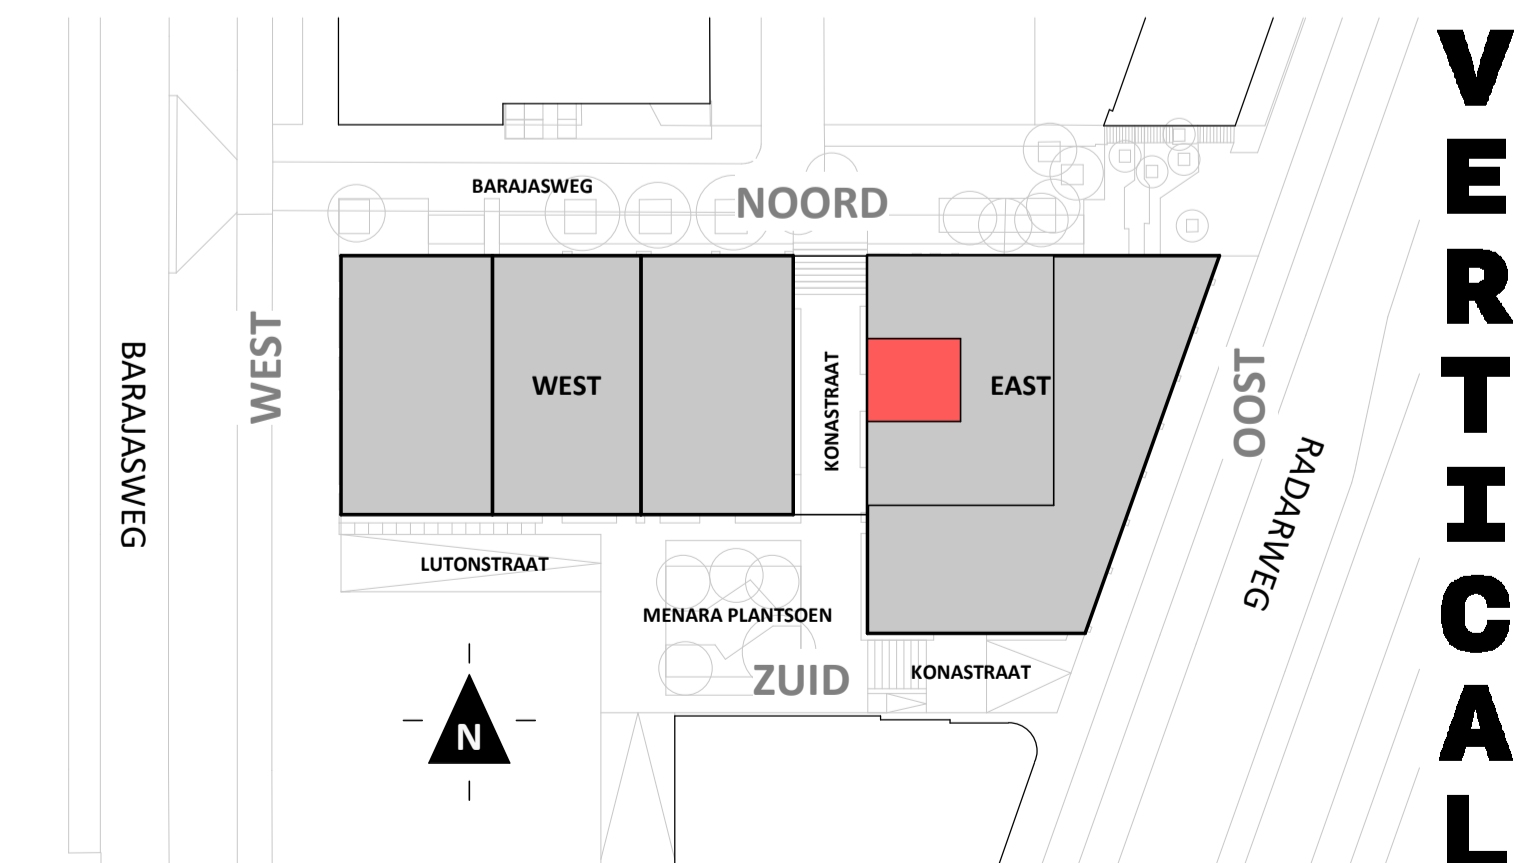 BARAJASWEG
NOORD
WEST
BARAJASWEG
WEST
KONASTRAAT
EAST
OOST
RADARWEG
LUTONSTRAAT
MENARA PLANTSOEN
ZUID
KONASTRAAT
N
VERTICAL